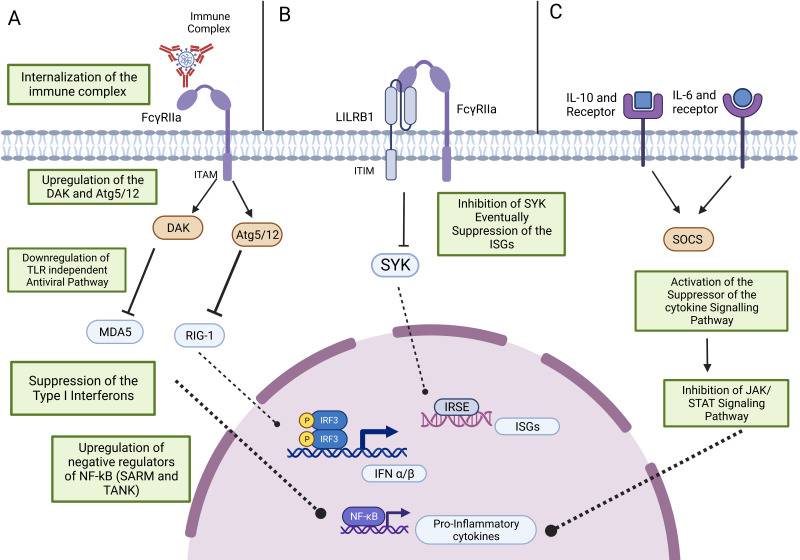 A
Immune
Complex
Internalization of the
immune complex
FcγRIIa
ITAM
Upregulation of the
DAK and Atg5/12
DAK
Atg5/12
Downregulation of
TLR independent
Antiviral Pathway
MDA5
RIG-1
Suppression of the
Type I Interferons
Upregulation of
negative regulators
of NF-kB (SARM and
TANK)
B
LILRB1
FcγRIIa
ITIM
Inhibition of SYK
Eventually
Suppression of the
ISGs
SYK
P
IRF3
P
IRF3
IFN α/β
IRSE
ISGs
NF-κB
Pro-Inflammatory
cytokines
C
IL-10 and
Receptor
IL-6 and
receptor
SOCS
Activation of the
Suppressor of the
cytokine Signalling
Pathway
Inhibition of JAK/
STAT Signaling
Pathway